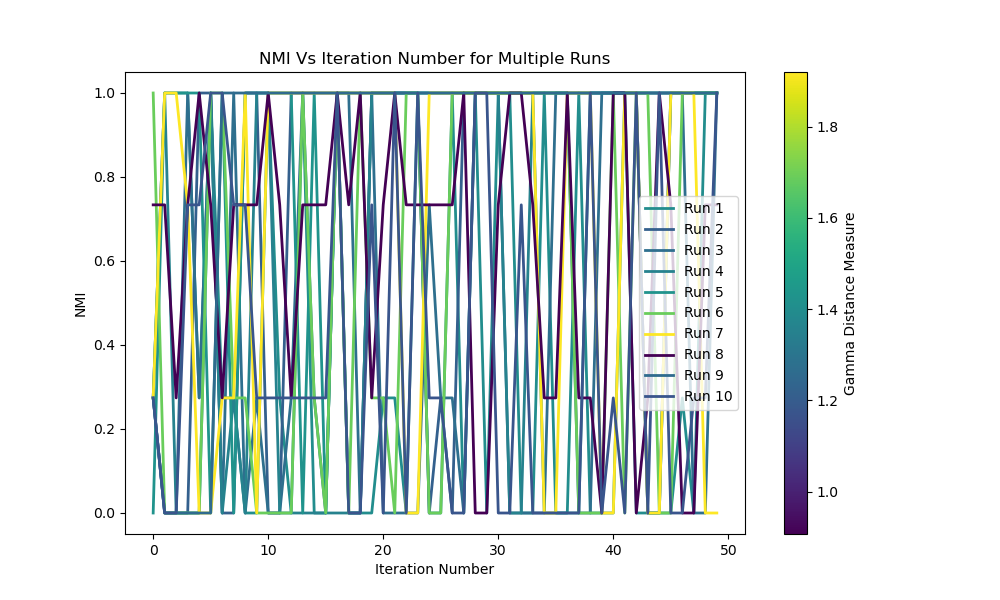 NMI Vs Iteration Number for Multiple Runs
NMI
1.0
0.8
0.6
0.4
0.2
0.0
0
10
20
30
40
50
Iteration Number
Run 1
Run 2
Run 3
Run 4
Run 5
Run 6
Run 7
Run 8
Run 9
Run 10
1.8
1.6
1.4
1.2
1.0
Gamma Distance Measure